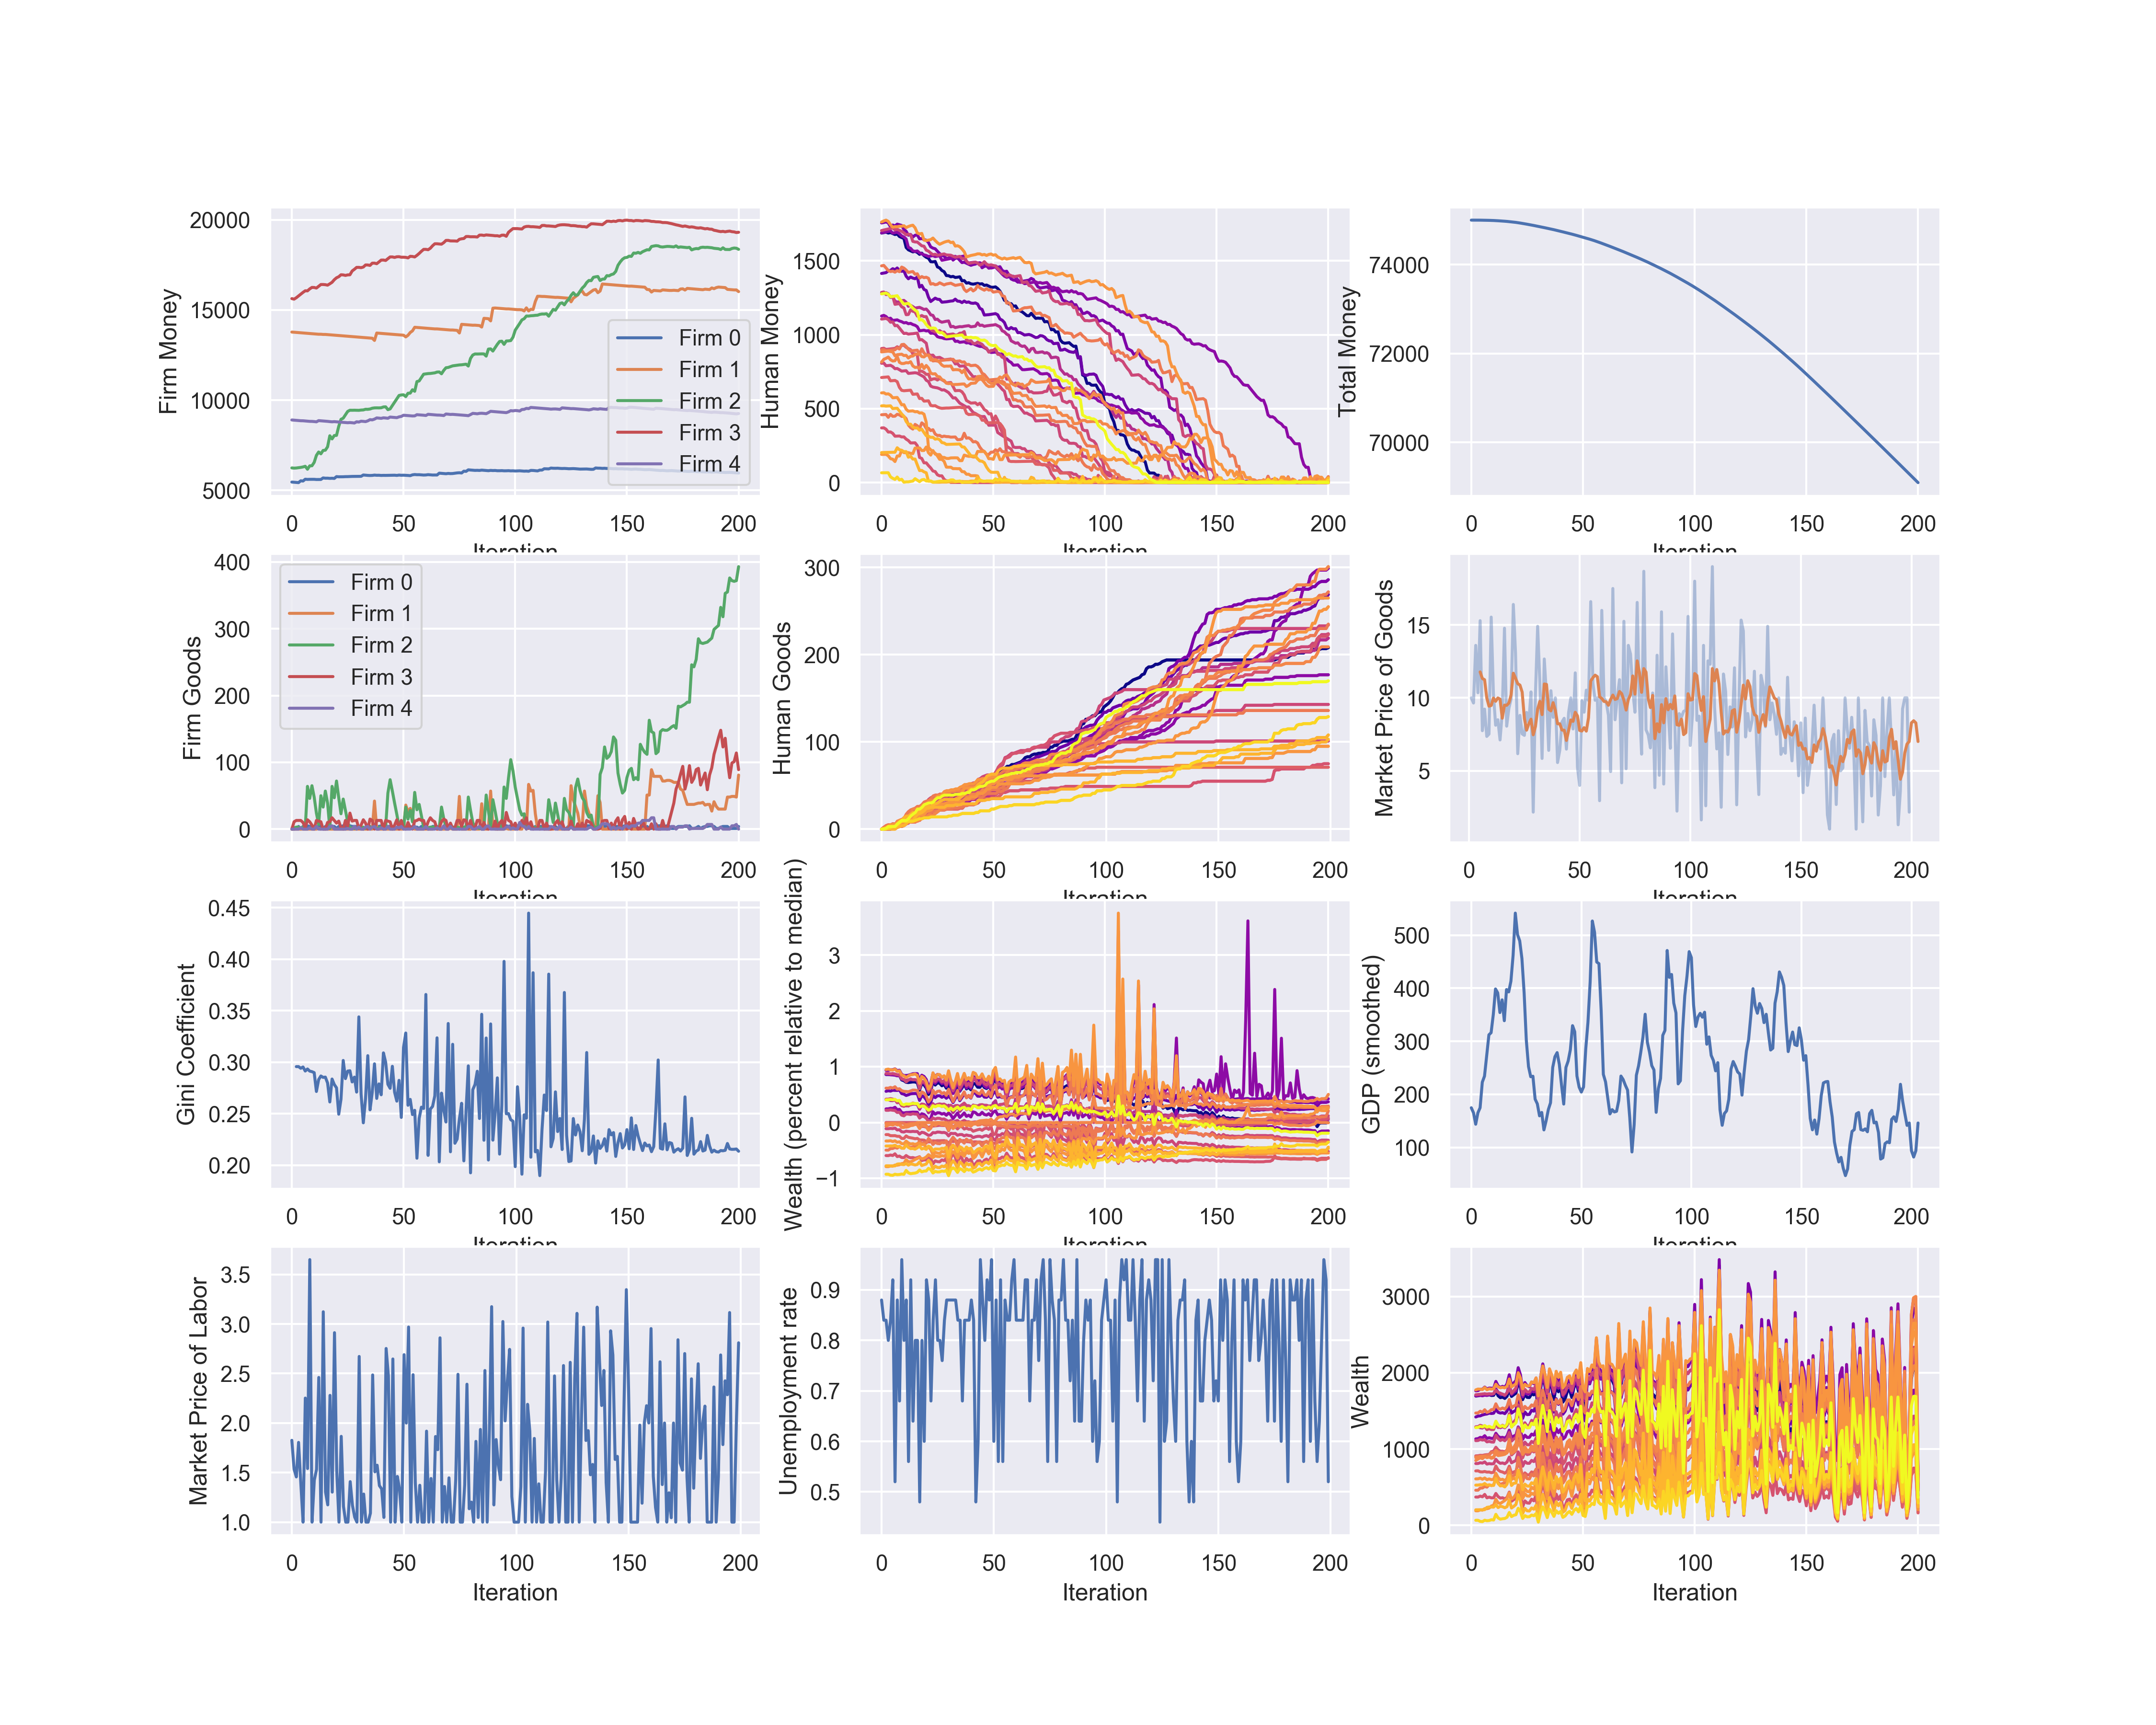 Firm Money
20000
15000
10000
5000
0 50 100 150 200
Iteration
Firm 0
Firm 1
Firm 2
Firm 3
Firm 4
Human Money
1500
1000
500
0
0 50 100 150 200
Iteration
Total Money
74000
72000
70000
0 50 100 150 200
Iteration
Firm Goods
400
300
200
100
0
0 50 100 150 200
Iteration
Firm 0
Firm 1
Firm 2
Firm 3
Firm 4
Human Goods
300
200
100
0
0 50 100 150 200
Iteration
Market Price of Goods
15
10
5
0 50 100 150 200
Iteration
Gini Coefficient
0.45
0.40
0.35
0.30
0.25
0.20
0 50 100 150 200
Iteration
Wealth (percent relative to median)
3
2
1
0
−1
0 50 100 150 200
Iteration
GDP (smoothed)
500
400
300
200
100
0 50 100 150 200
Iteration
Market Price of Labor
3.5
3.0
2.5
2.0
1.5
1.0
0 50 100 150 200
Iteration
Unemployment rate
0.9
0.8
0.7
0.6
0.5
0 50 100 150 200
Iteration
Wealth
3000
2000
1000
0
0 50 100 150 200
Iteration